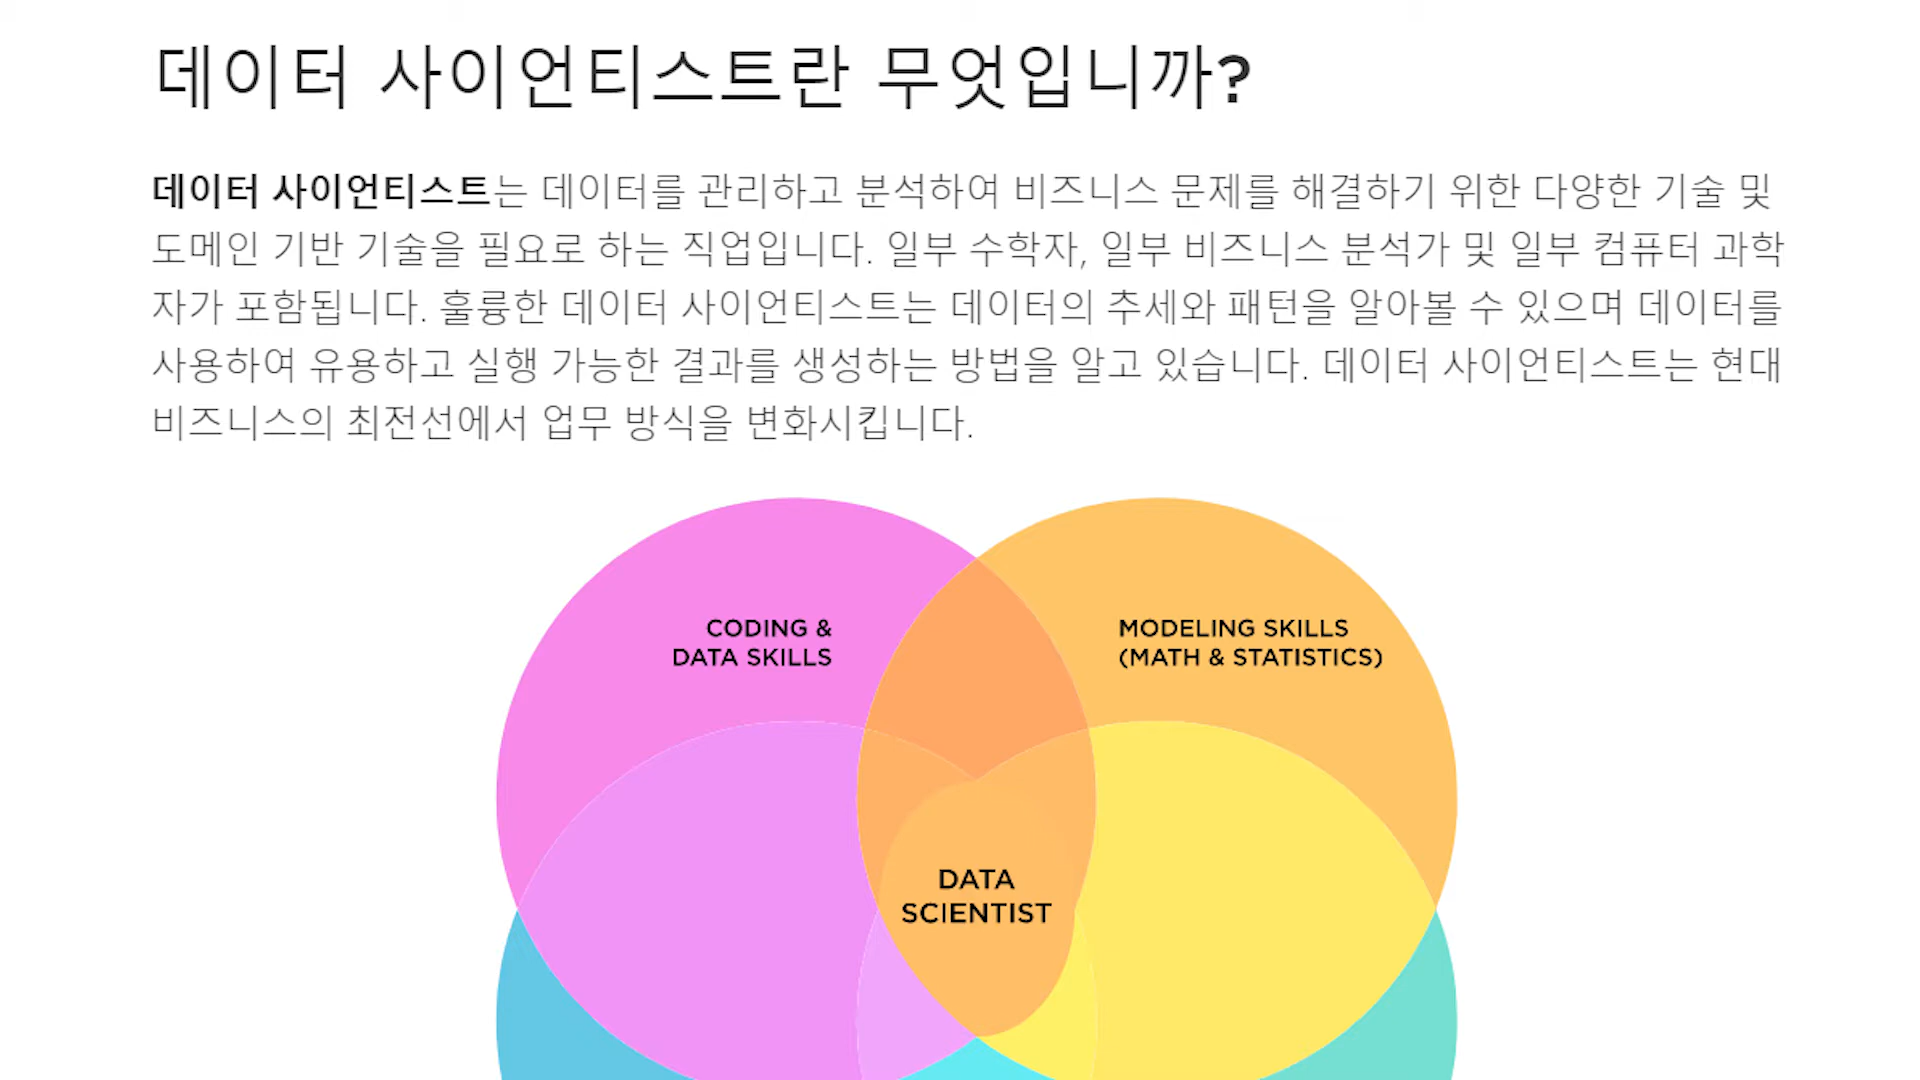 데이터 사이언티스트란 무엇입니까?
데이터 사이언티스트는 데이터를 관리하고 분석하여 비즈니스 문제를 해결하기 위한 다양한 기술 및
도메인 기반 기술을 필요로 하는 직업입니다. 일부 수학자, 일부 비즈니스 분석가 및 일부 컴퓨터 과학
자가 포함됩니다. 훌륭한 데이터 사이언티스트는 데이터의 추세와 패턴을 알아볼 수 있으며 데이터를
사용하여 유용하고 실행 가능한 결과를 생성하는 방법을 알고 있습니다. 데이터 사이언티스트는 현대
비즈니스의 최전선에서 업무 방식을 변화시킵니다.
CODING &
DATA SKILLS
MODELING SKILLS
(MATH & STATISTICS)
DATA
SCIENTIST